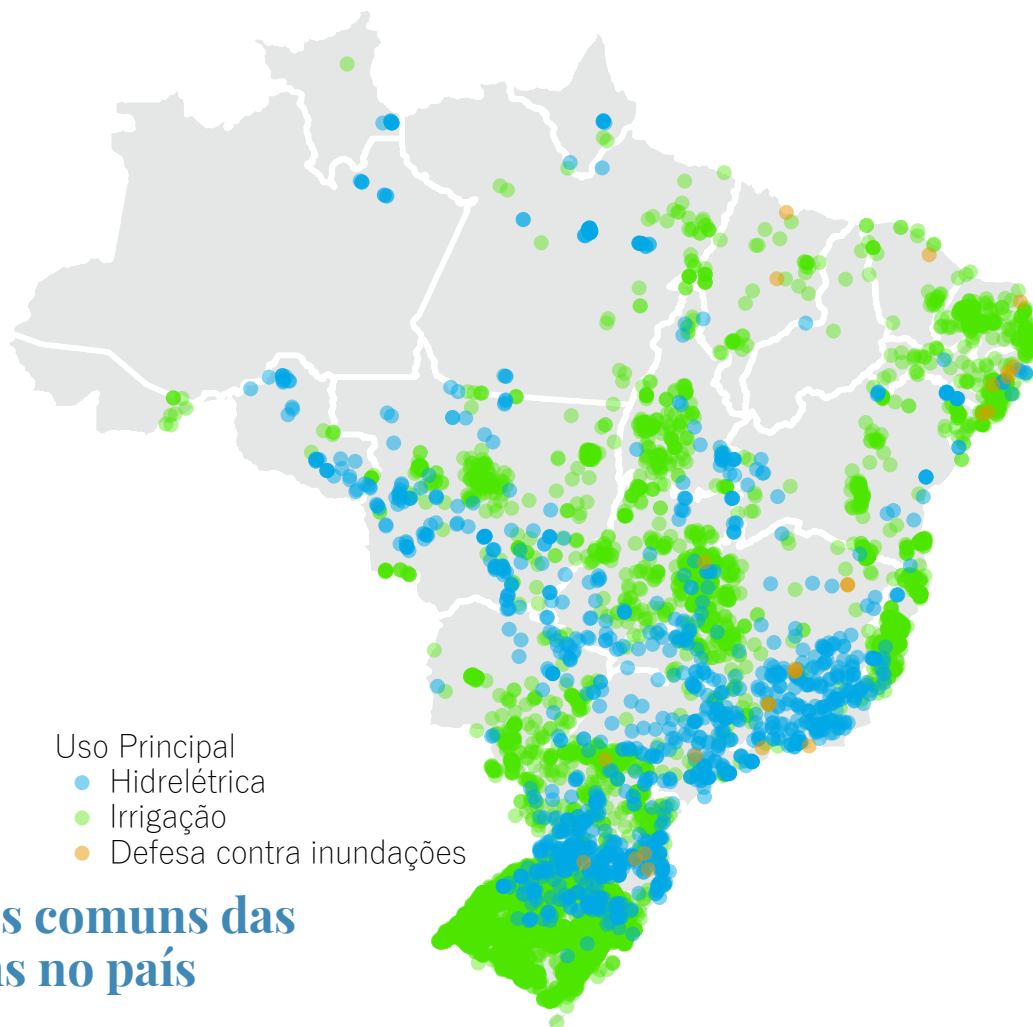 Uso Principal
Hidrelétrica
Irrigação
Defesa contra inundações
comuns das
no país